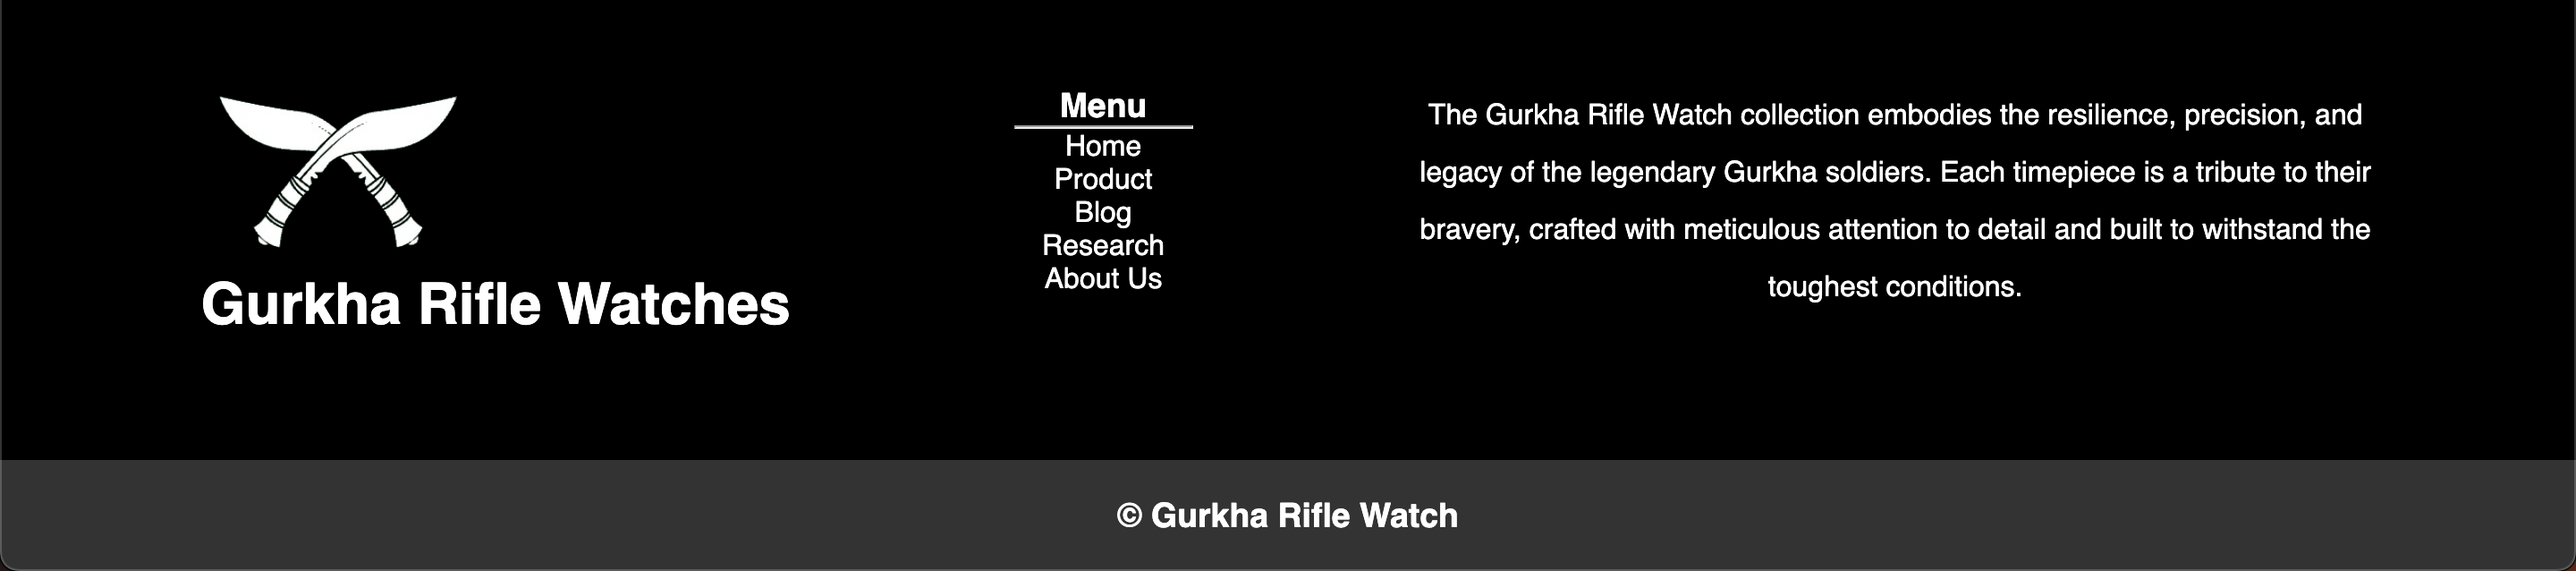 Gurkha Rifle Watches
Menu
Home
Product
Blog
Research
About Us
The Gurkha Rifle Watch collection embodies the resilience, precision, and
legacy of the legendary Gurkha soldiers. Each timepiece is a tribute to their
bravery, crafted with meticulous attention to detail and built to withstand the
toughest conditions.
© Gurkha Rifle Watch